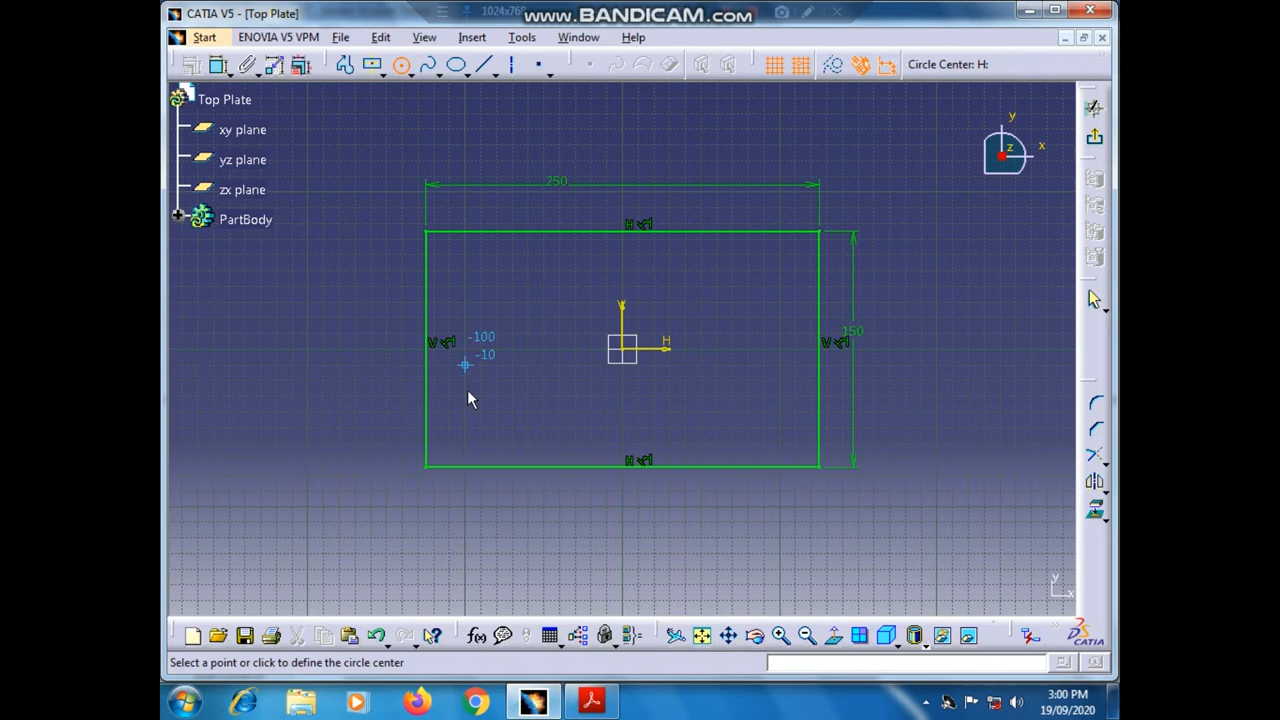 CATIA V5 - [Top Plate]
1024x768
www.BANDICAM.com
Start
ENOVIA V5 VPM
File
Edit
View
Insert
Tools
Window
Help
Circle Center: H:
Top Plate
xy plane
yz plane
zx plane
PartBody
y
x
z
250
H
V
-100
-10
V
H
V
150
H
y
x
f(x)
CATIA
Select a point or click to define the circle center
3:00 PM
19/09/2020